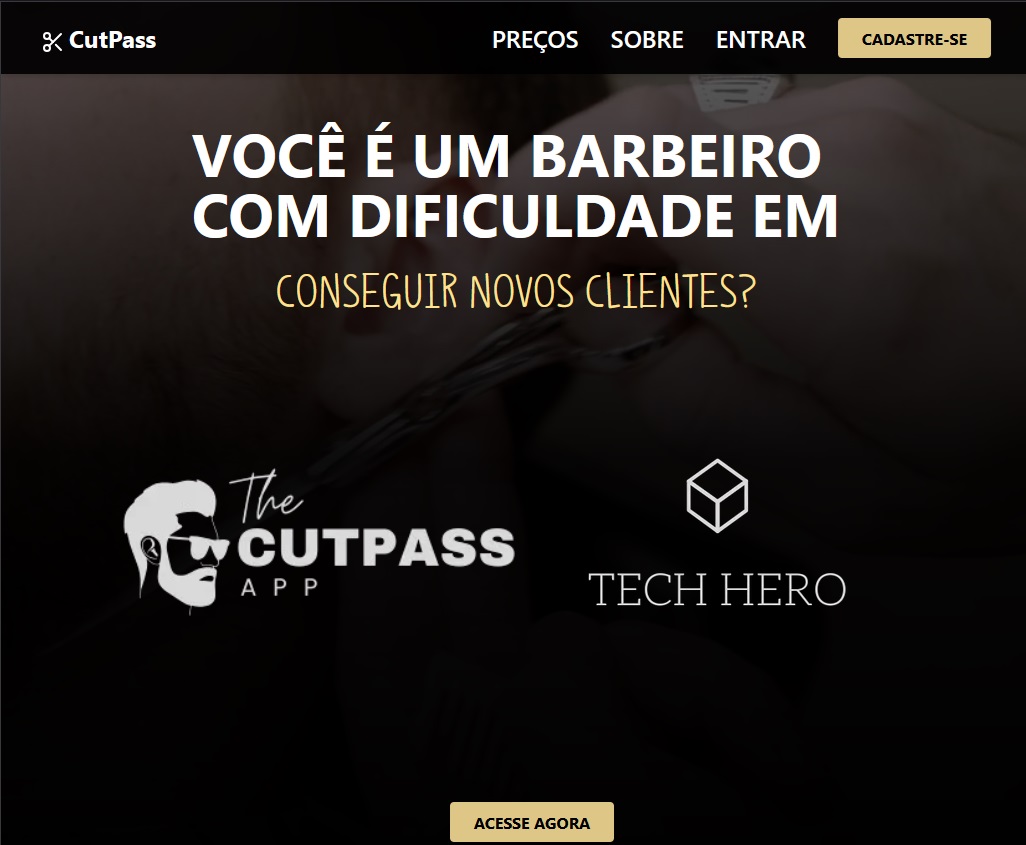 CutPass
PREÇOS
SOBRE
ENTRAR
CADASTRE-SE
VOCÊ É UM BARBEIRO
COM DIFICULDADE EM
CONSEGUIR NOVOS CLIENTES?
The
CUTPASS
APP
TECH HERO
ACESSE AGORA